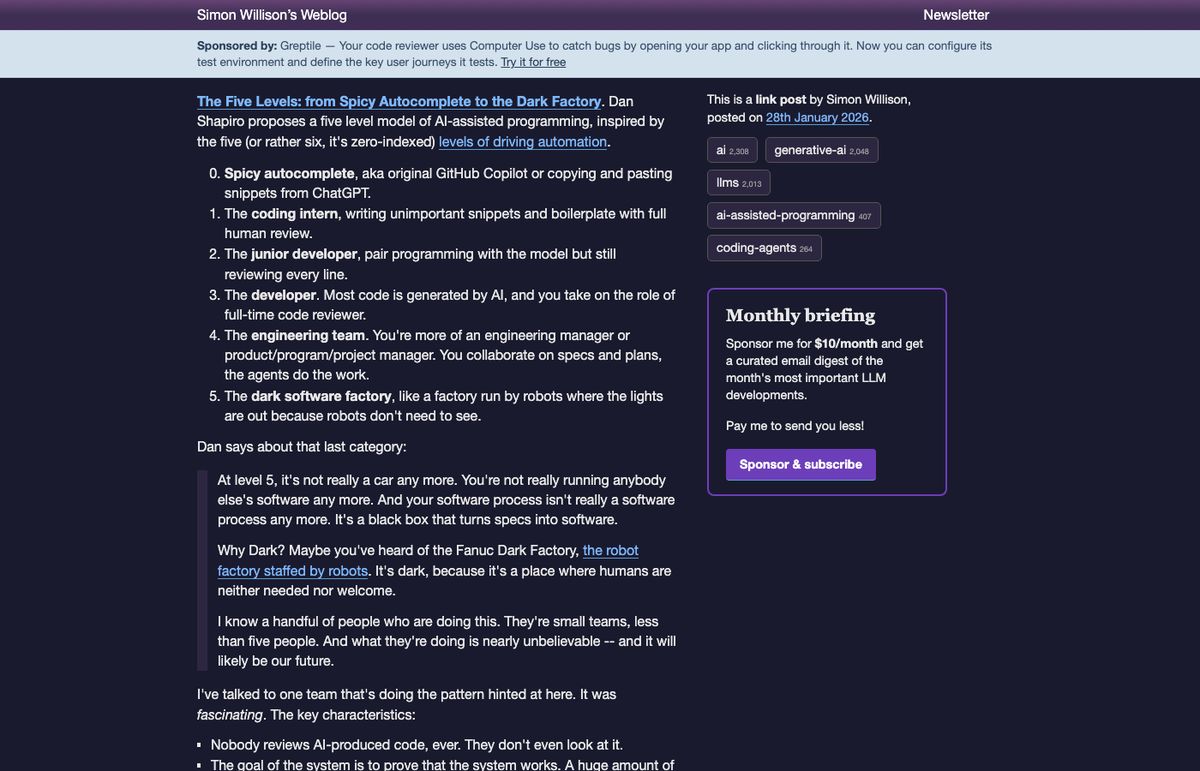 Simon Willison's Weblog
Newsletter
Sponsored by: Greptile — Your code reviewer uses Computer Use to catch bugs by opening your app and clicking through it. Now you can configure its
test environment and define the key user journeys it tests. Try it for free
The Five Levels: from Spicy Autocomplete to the Dark Factory. Dan
Shapiro proposes a five level model of AI-assisted programming, inspired by
the five (or rather six, it's zero-indexed) levels of driving automation.
0. Spicy autocomplete, aka original GitHub Copilot or copying and pasting
snippets from ChatGPT.
1. The coding intern, writing unimportant snippets and boilerplate with full
human review.
2. The junior developer, pair programming with the model but still
reviewing every line.
3. The developer. Most code is generated by AI, and you take on the role of
full-time code reviewer.
4. The engineering team. You're more of an engineering manager or
product/program/project manager. You collaborate on specs and plans,
the agents do the work.
5. The dark software factory, like a factory run by robots where the lights
are out because robots don't need to see.
Dan says about that last category:
At level 5, it's not really a car any more. You're not really running anybody
else's software any more. And your software process isn't really a software
process any more. It's a black box that turns specs into software.
Why Dark? Maybe you've heard of the Fanuc Dark Factory, the robot
factory staffed by robots. It's dark, because it's a place where humans are
neither needed nor welcome.
I know a handful of people who are doing this. They're small teams, less
than five people. And what they're doing is nearly unbelievable -- and it will
likely be our future.
I've talked to one team that's doing the pattern hinted at here. It was
fascinating. The key characteristics:
▪ Nobody reviews AI-produced code, ever. They don't even look at it.
▪ The goal of the system is to prove that the system works. A huge amount of
This is a link post by Simon Willison,
posted on 28th January 2026.
ai 2,308
generative-ai 2,048
llms 2,013
ai-assisted-programming 407
coding-agents 264
Monthly briefing
Sponsor me for $10/month and get
a curated email digest of the
month's most important LLM
developments.
Pay me to send you less!
Sponsor & subscribe